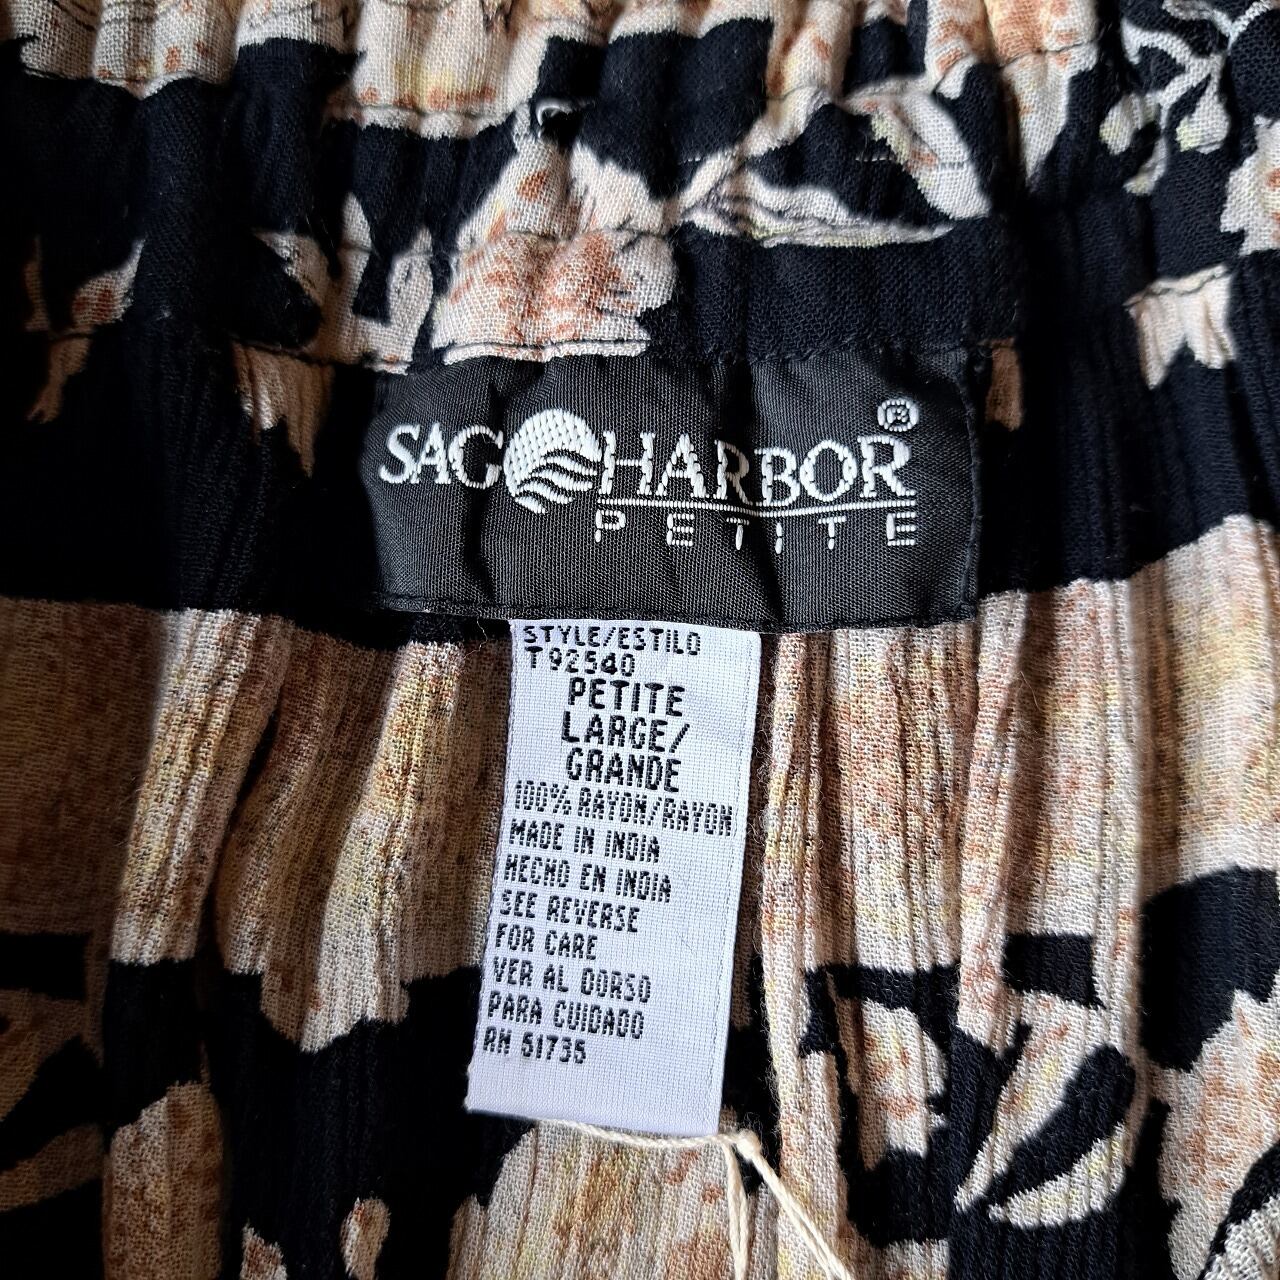 SAG HARBOR®
PETITE
STYLE/ESTILO
T92540
PETITE
LARGE/
GRANDE
100% RAYON/RAYON
MADE IN INDIA
HECHO EN INDIA
SEE REVERSE
FOR CARE
VER AL DORSO
PARA CUIDADO
RN 51735